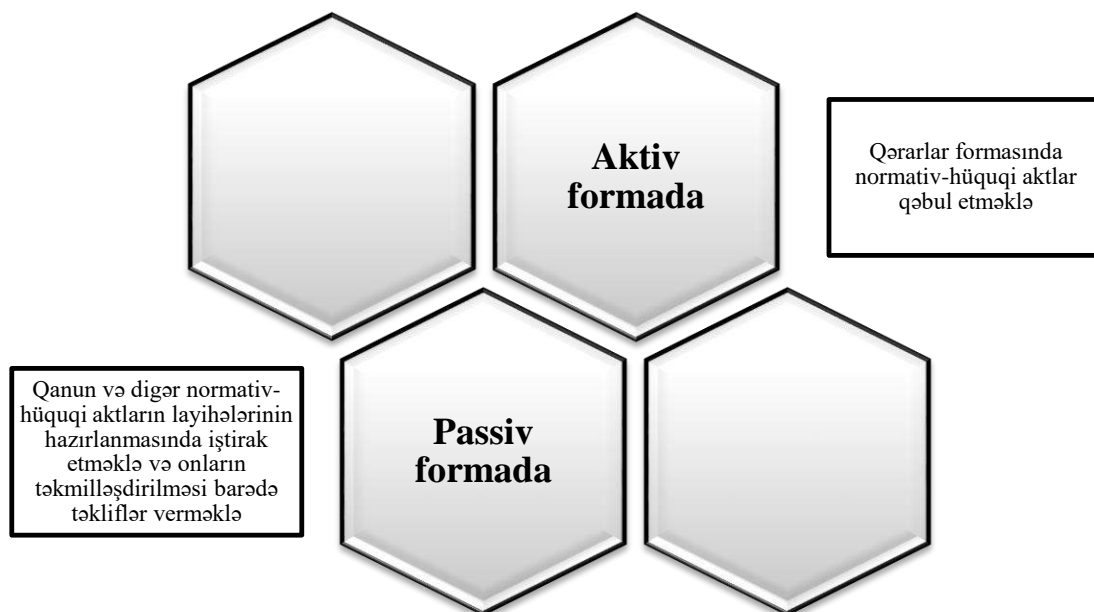 Aktiv
formada
Qərarlar formasında
normativ-hüquqi aktlar
qəbul etməklə
Qanun və digər normativ-
hüquqi aktların layihələrinin
hazırlanmasında iştirak
etməklə və onların
təkmilləşdirilməsi barədə
təkliflər verməklə
Passiv
formada